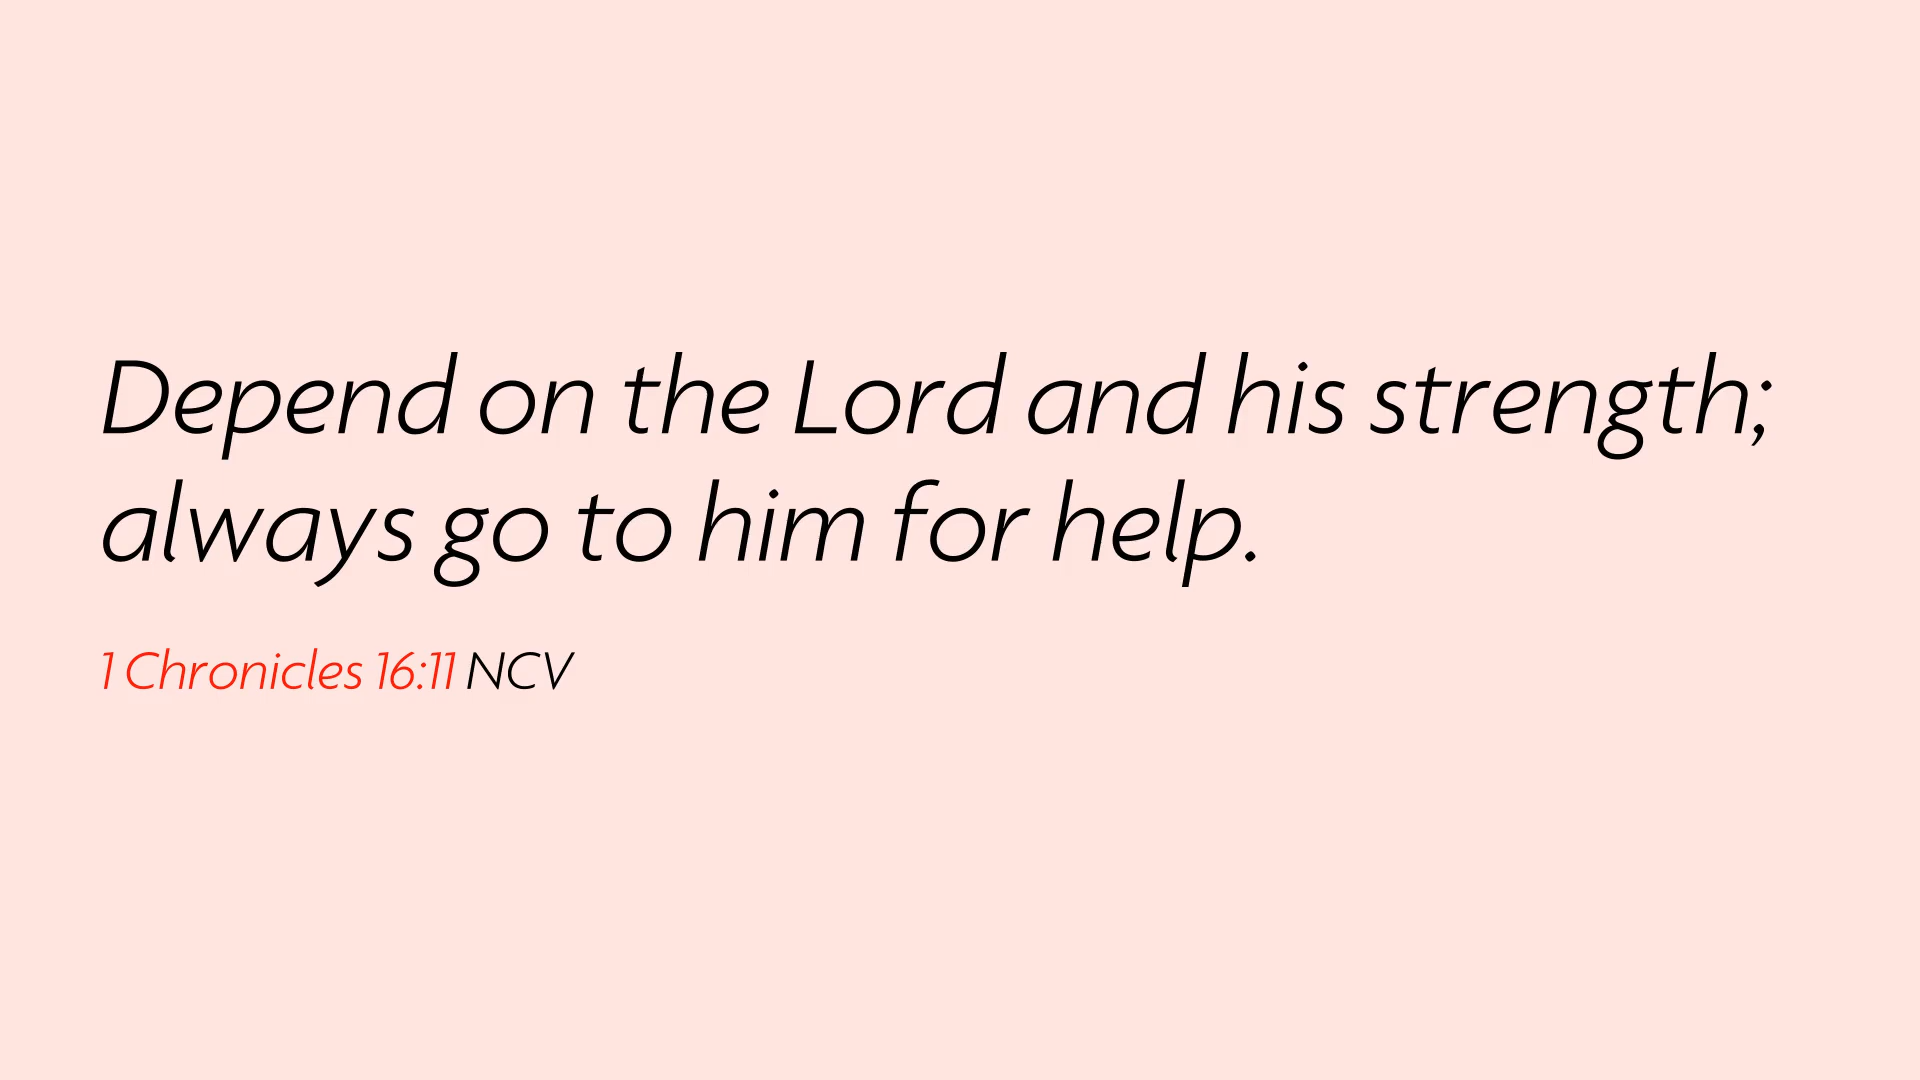 Depend on the Lord and his strength;
always go to him for help.
1 Chronicles 16:11 NCV